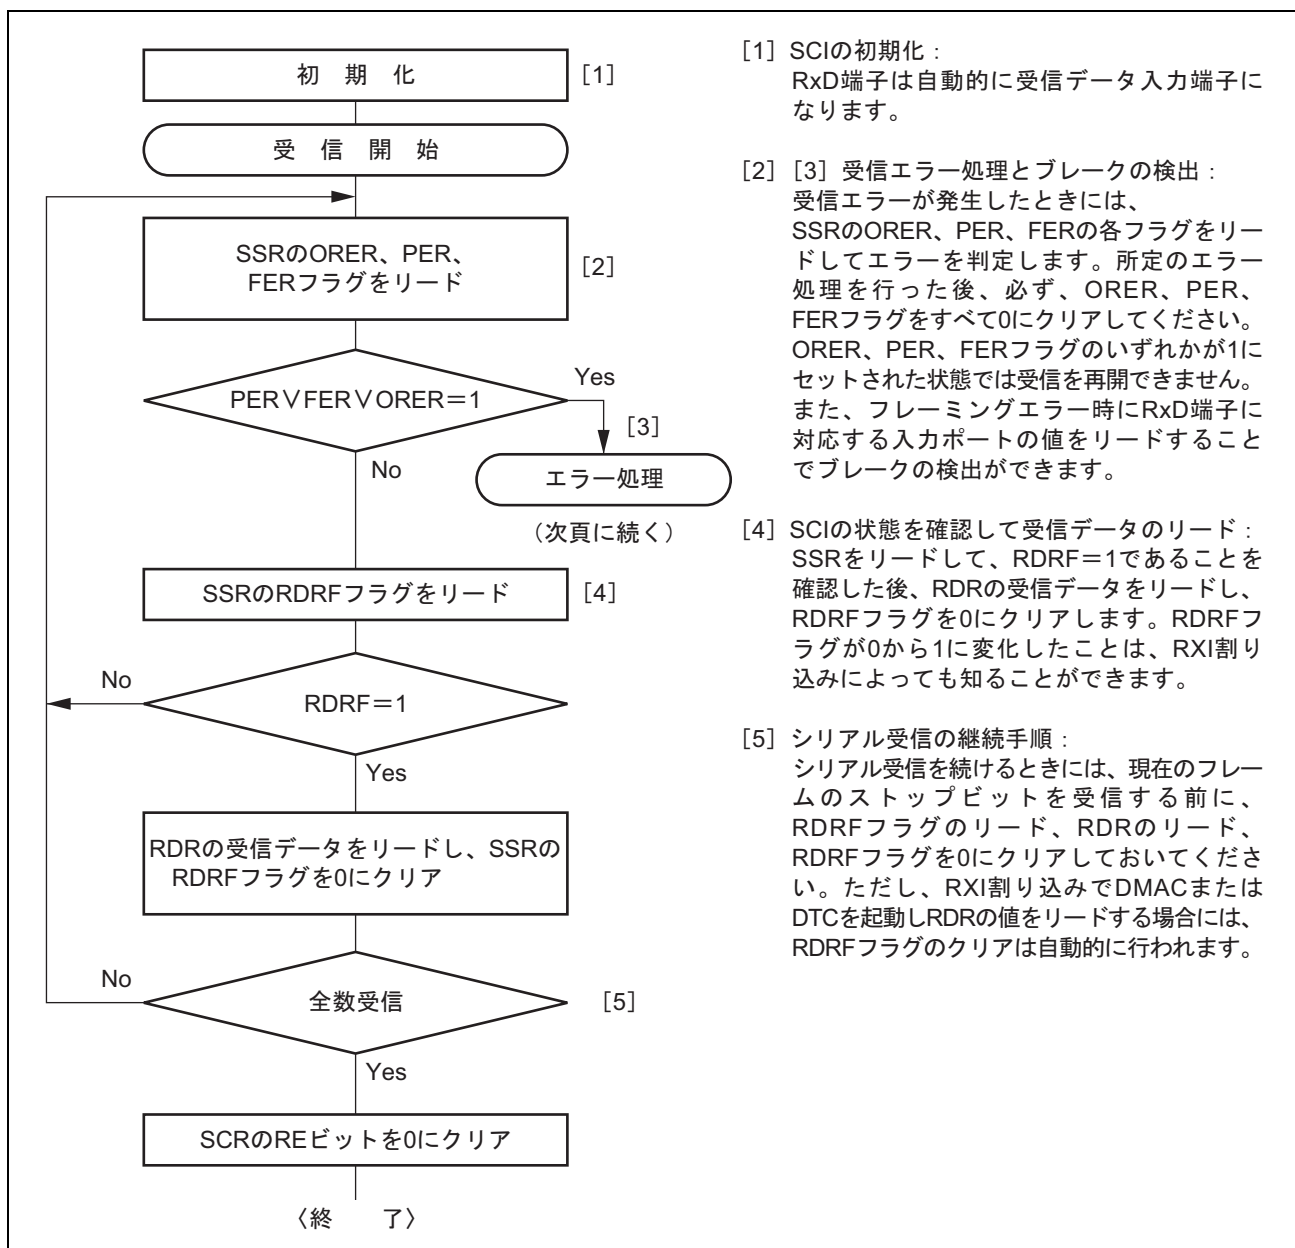 初 期 化 [1]
受 信 開 始
SSRのORER、PER、
FERフラグをリード
[2]
PER∨FER∨ORER＝1
Yes
[3]
No
エラー処理
（次頁に続く）
SSRのRDRFフラグをリード [4]
No
RDRF＝1
Yes
RDRの受信データをリードし、SSRの
RDRFフラグを0にクリア
No
全数受信 [5]
Yes
SCRのREビットを0にクリア
〈終 了〉
[1] SCIの初期化：
RxD端子は自動的に受信データ入力端子に
なります。
[2] [3] 受信エラー処理とブレークの検出：
受信エラーが発生したときには、
SSRのORER、PER、FERの各フラグをリー
ドしてエラーを判定します。所定のエラー
処理を行った後、必ず、ORER、PER、
FERフラグをすべて0にクリアしてください。
ORER、PER、FERフラグのいずれかが1に
セットされた状態では受信を再開できません。
また、フレーミングエラー時にRxD端子に
対応する入力ポートの値をリードすること
でブレークの検出ができます。
[4] SCIの状態を確認して受信データのリード：
SSRをリードして、RDRF＝1であることを
確認した後、RDRの受信データをリードし、
RDRFフラグを0にクリアします。RDRFフ
ラグが0から1に変化したことは、RXI割り
込みによっても知ることができます。
[5] シリアル受信の継続手順：
シリアル受信を続けるときには、現在のフレー
ムのストップビットを受信する前に、
RDRFフラグのリード、RDRのリード、
RDRFフラグを0にクリアしておいてくださ
い。ただし、RXI割り込みでDMACまたは
DTCを起動しRDRの値をリードする場合には、
RDRFフラグのクリアは自動的に行われます。